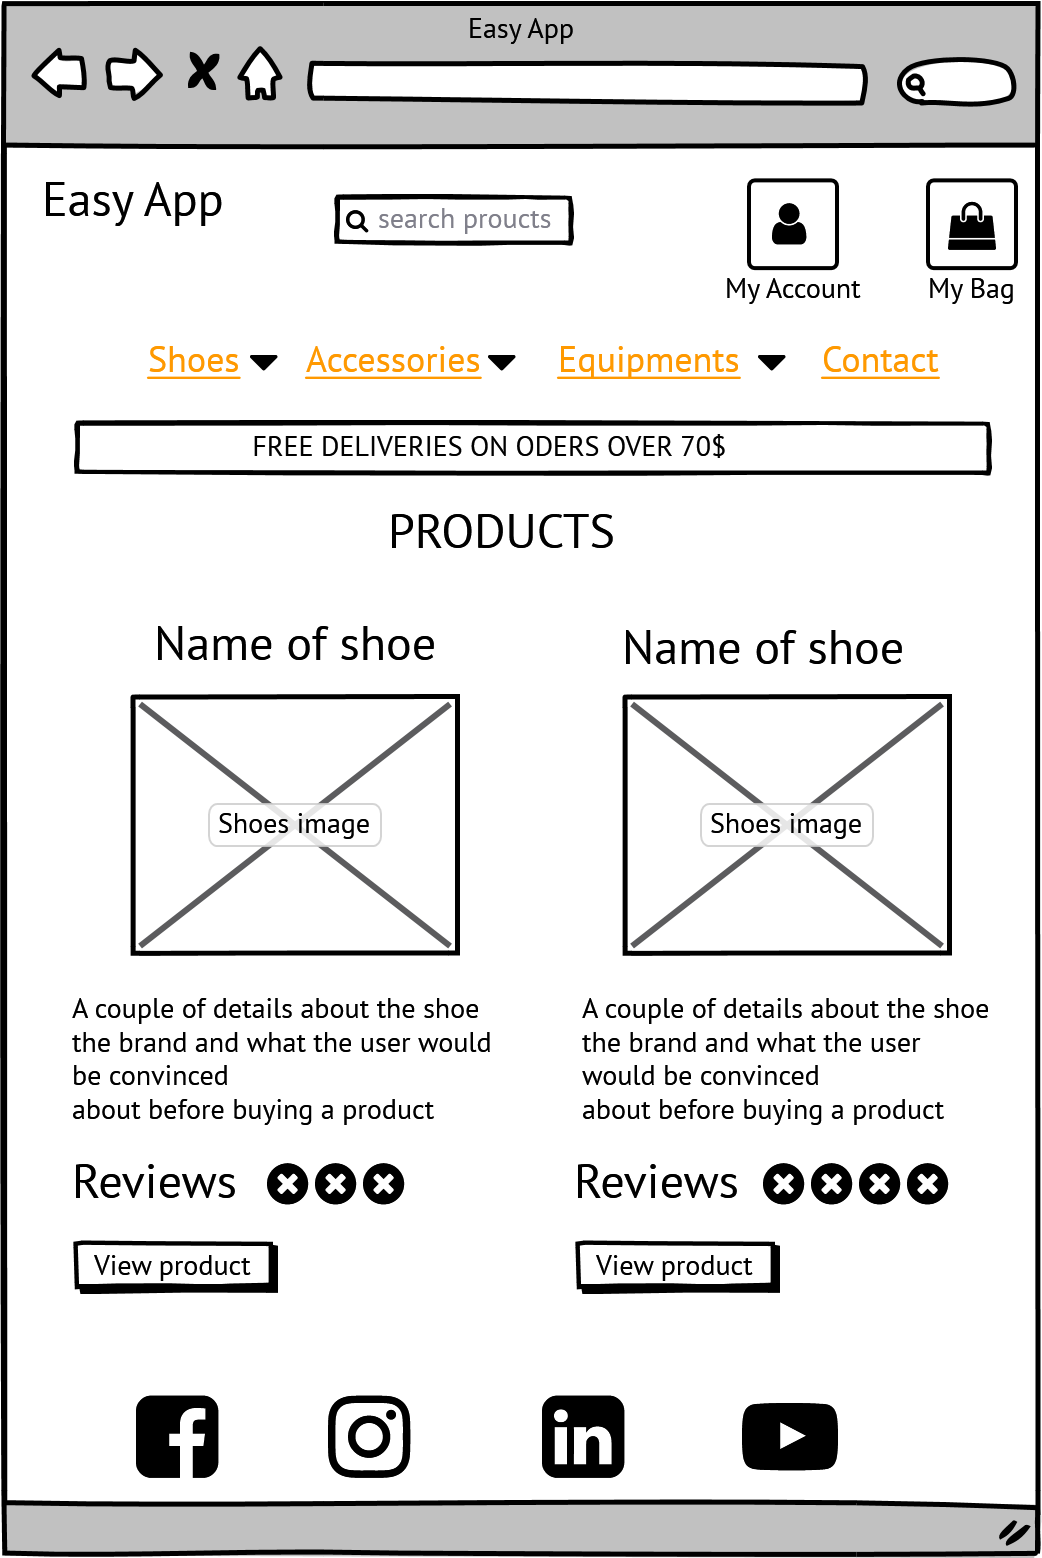 Easy App
Easy App
search proucts
My Account
My Bag
Shoes
Accessories
Equipments
Contact
FREE DELIVERIES ON ODERS OVER 70$
PRODUCTS
Name of shoe
Name of shoe
Shoes image
Shoes image
A couple of details about the shoe
the brand and what the user would
be convinced
about before buying a product
A couple of details about the shoe
the brand and what the user
would be convinced
about before buying a product
Reviews
Reviews
View product
View product